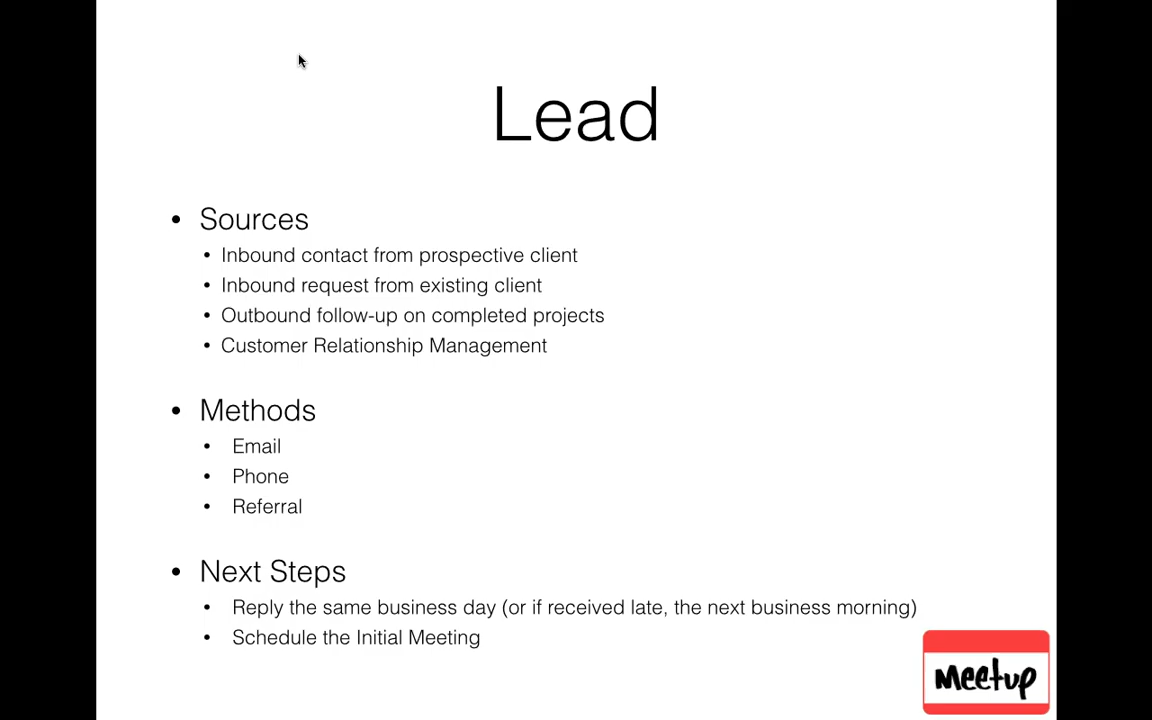 Lead
• Sources
• Inbound contact from prospective client
• Inbound request from existing client
• Outbound follow-up on completed projects
• Customer Relationship Management
• Methods
• Email
• Phone
• Referral
• Next Steps
• Reply the same business day (or if received late, the next business morning)
• Schedule the Initial Meeting
Meetup